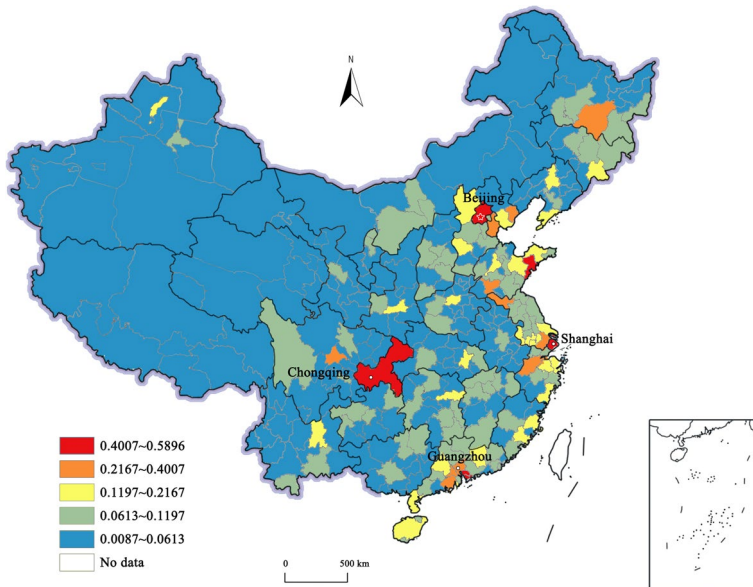 N
Beijing
Shanghai
Chongqing
Guangzhou
0.4007~0.5896
0.2167~0.4007
0.1197~0.2167
0.0613~0.1197
0.0087~0.0613
No data
0 500 km